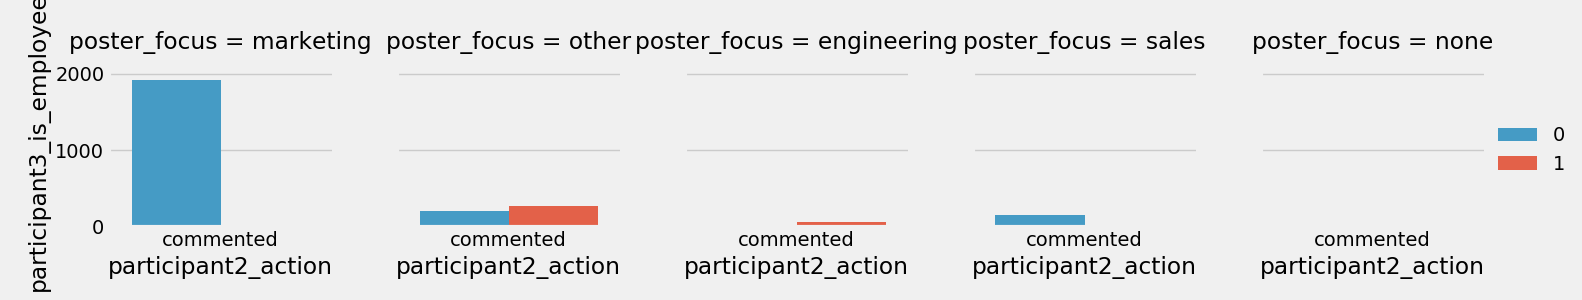 poster_focus = marketing
poster_focus = other
poster_focus = engineering
poster_focus = sales
poster_focus = none
participant3_is_employee
2000
1000
0
commented
commented
commented
commented
commented
participant2_action
participant2_action
participant2_action
participant2_action
participant2_action
0
1